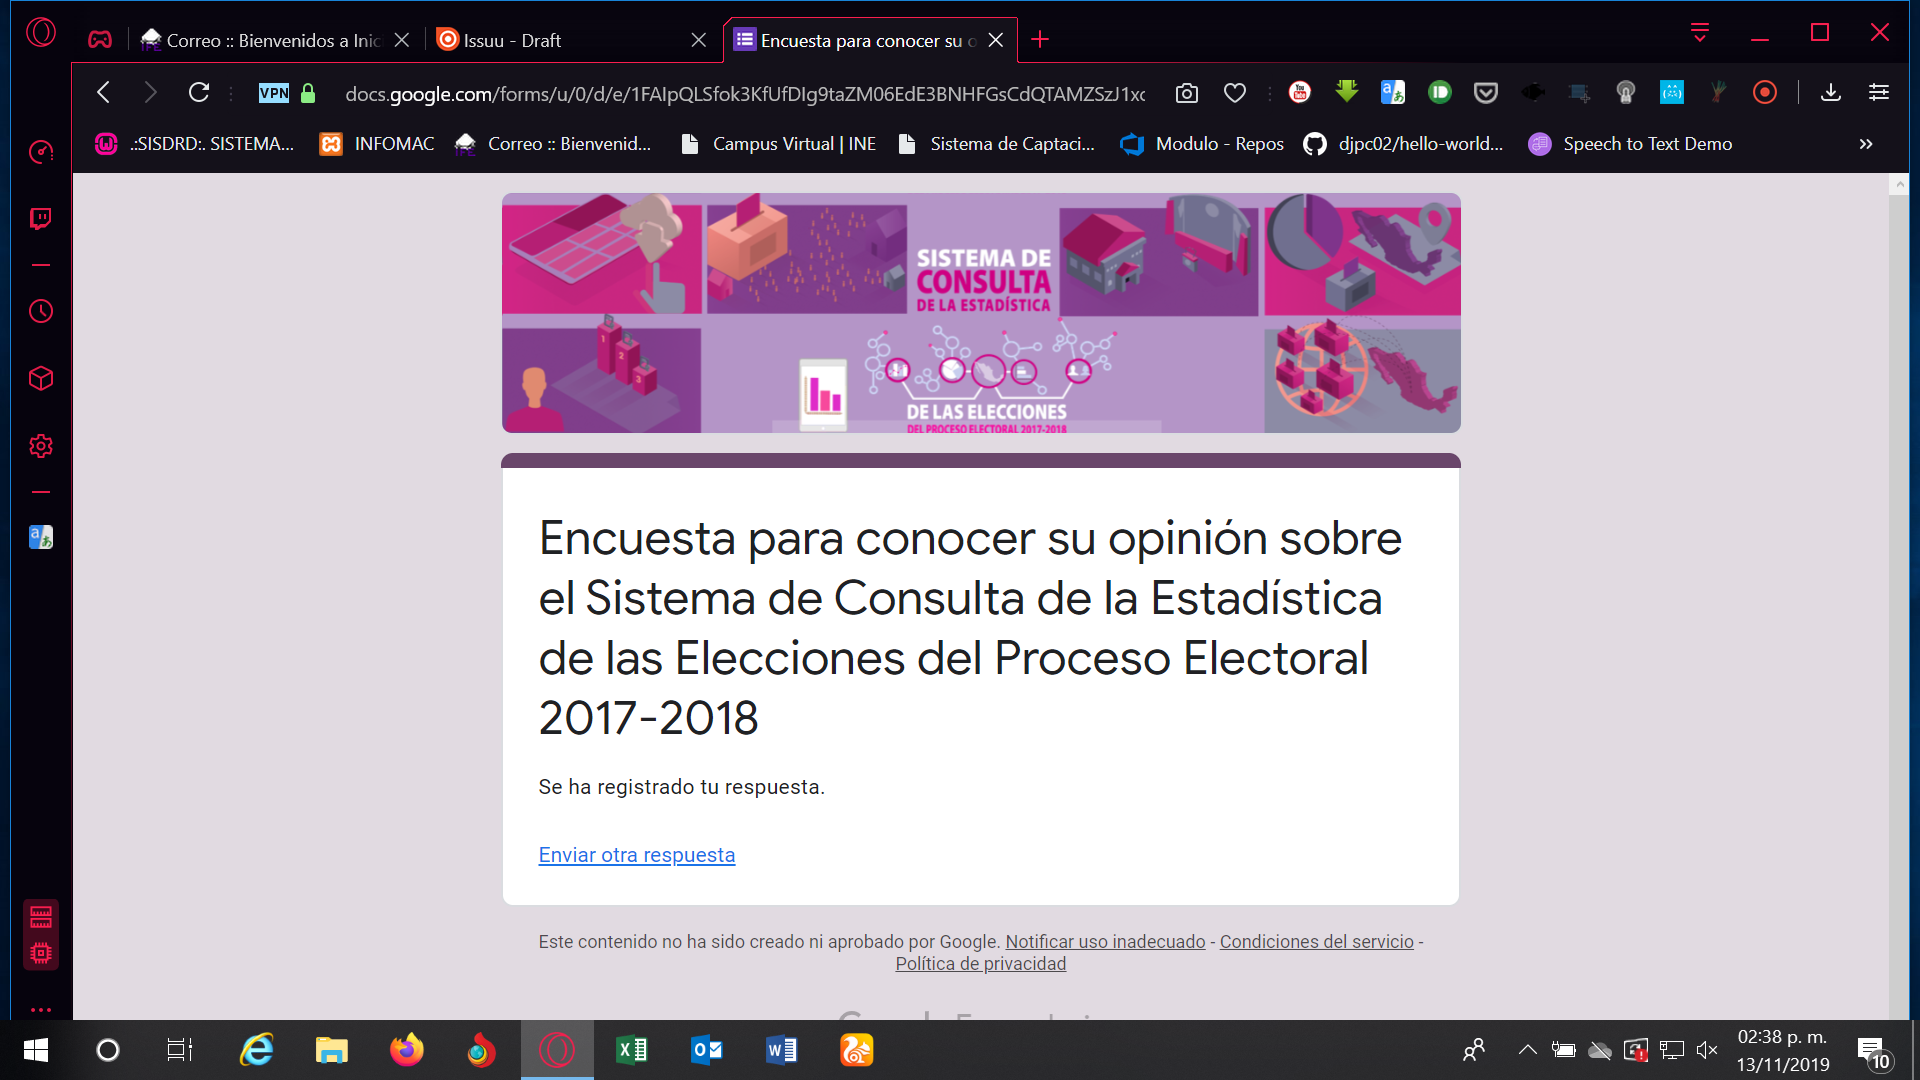 Correo :: Bienvenidos a Inic
Issuu - Draft
Encuesta para conocer su o
VPN
docs.google.com/forms/u/0/d/e/1FAIpQLSfok3KfUfDIg9taZM06EdE3BNHFGsCdQTAMZSzJ1xc
.:SISDRD:. SISTEMA...
INFOMAC
Correo :: Bienvenid...
Campus Virtual | INE
Sistema de Captaci...
Modulo - Repos
djpc02/hello-world...
Speech to Text Demo
SISTEMA DE
CONSULTA
DE LA ESTADÍSTICA
1
2
3
DE LAS ELECCIONES
DEL PROCESO ELECTORAL 2017-2018
Encuesta para conocer su opinión sobre
el Sistema de Consulta de la Estadística
de las Elecciones del Proceso Electoral
2017-2018
Se ha registrado tu respuesta.
Enviar otra respuesta
Este contenido no ha sido creado ni aprobado por Google. Notificar uso inadecuado - Condiciones del servicio -
Política de privacidad
02:38 p. m.
13/11/2019
10